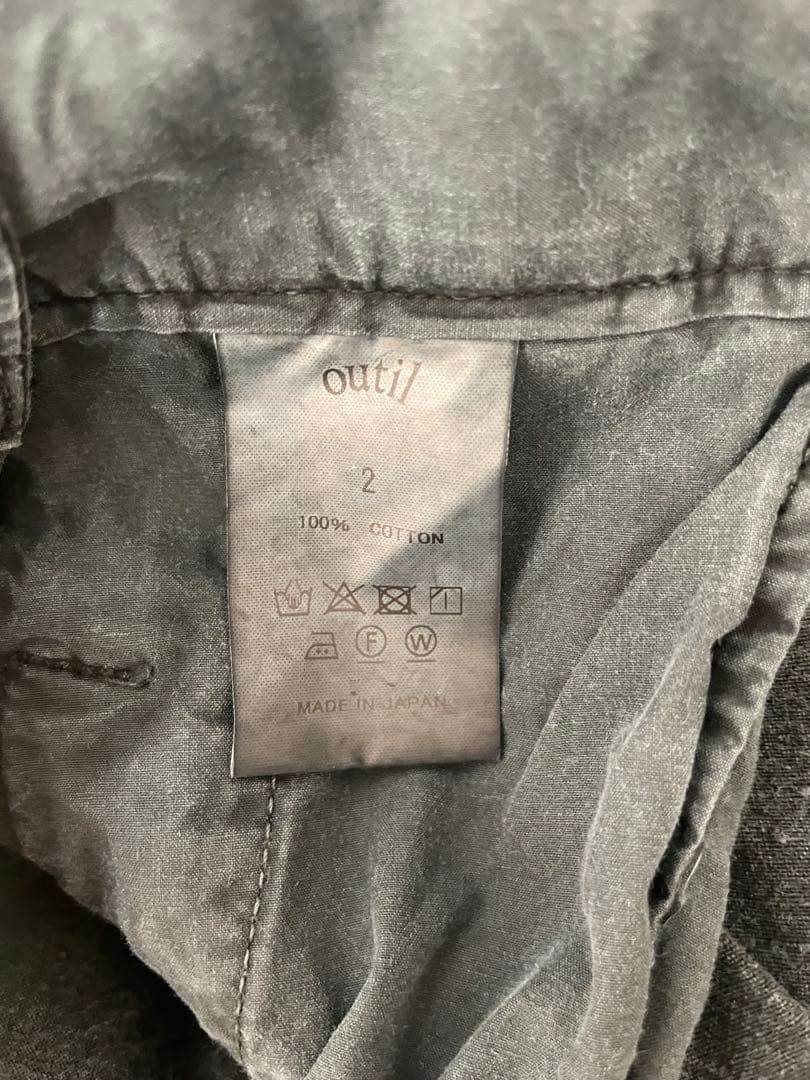 outil
2
100% COTTON
F W
MADE IN JAPAN